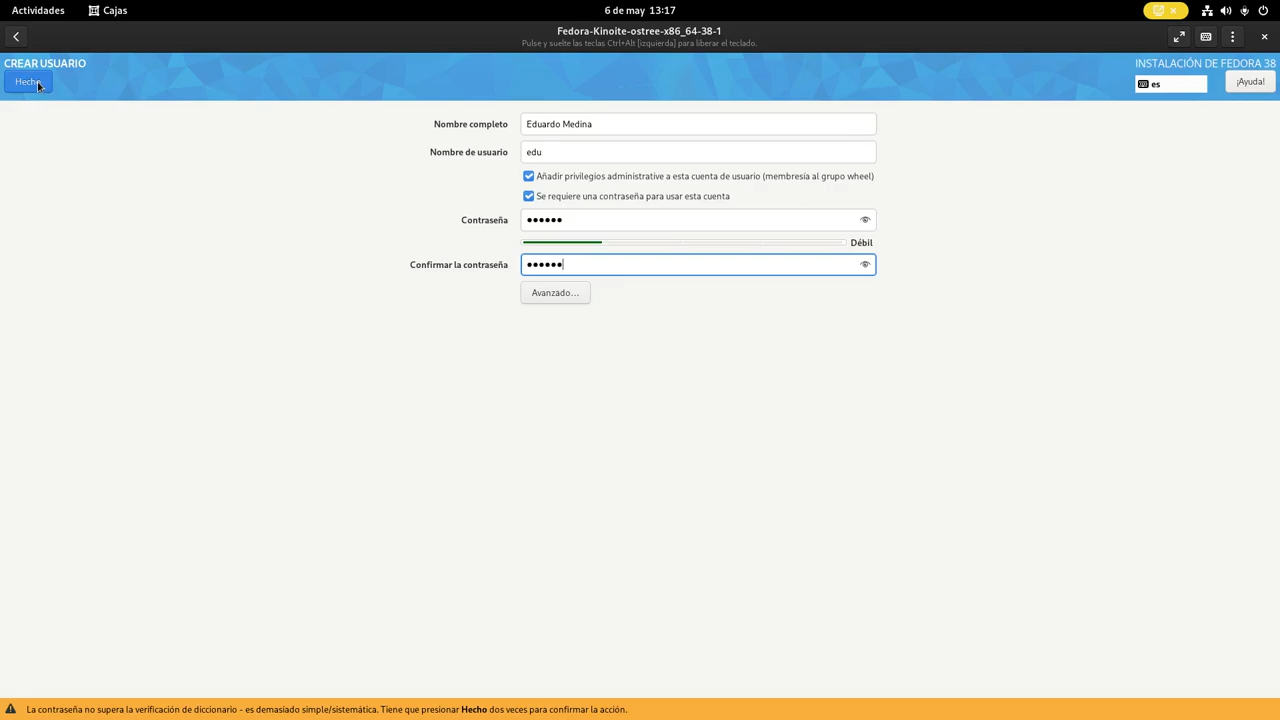 Actividades
Cajas
6 de may 13:17
Fedora-Kinoite-ostree-x86_64-38-1
Pulse y suelte las teclas Ctrl+Alt [izquierda] para liberar el teclado.
CREAR USUARIO
INSTALACIÓN DE FEDORA 38
Hecho
es
¡Ayuda!
Nombre completo
Eduardo Medina
Nombre de usuario
edu
Añadir privilegios administrative a esta cuenta de usuario (membresía al grupo wheel)
Se requiere una contraseña para usar esta cuenta
Contraseña
●●●●●●
Débil
Confirmar la contraseña
●●●●●●
Avanzado...
La contraseña no supera la verificación de diccionario - es demasiado simple/sistemática. Tiene que presionar Hecho dos veces para confirmar la acción.